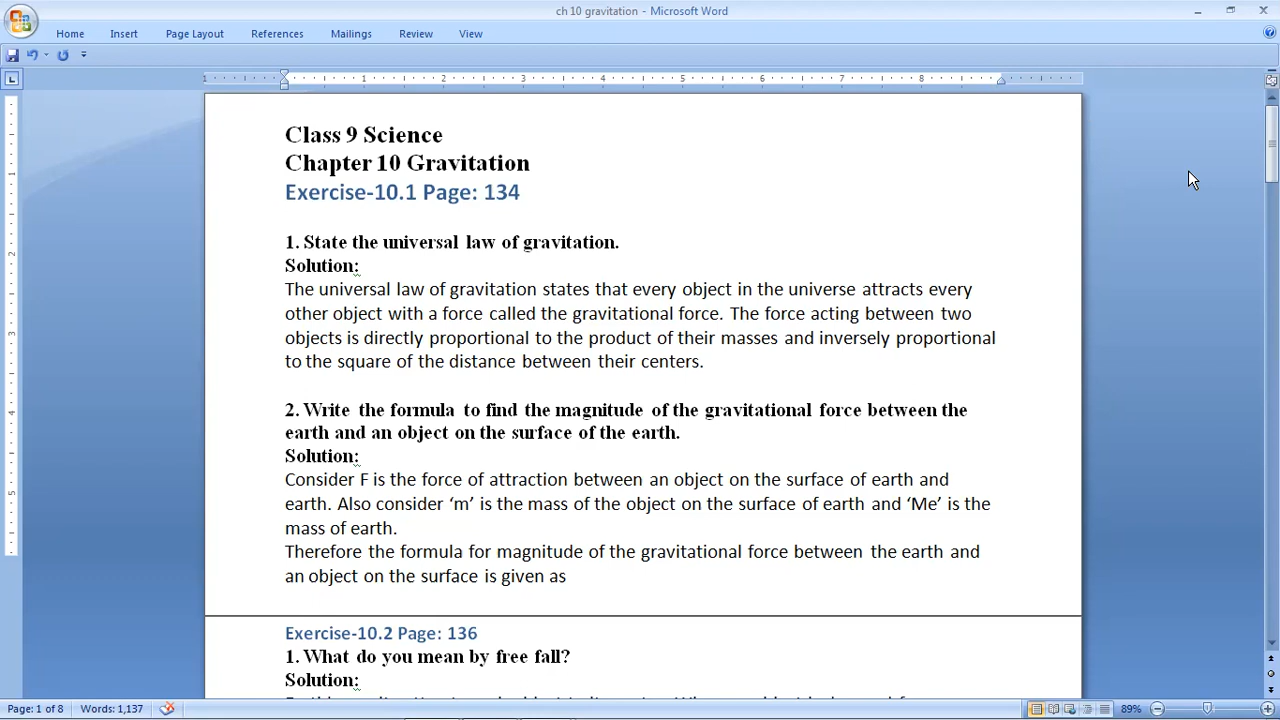 ch 10 gravitation - Microsoft Word
Home Insert Page Layout References Mailings Review View
1 1 2 3 4 5 6 7 8
Class 9 Science
Chapter 10 Gravitation
Exercise-10.1 Page: 134
1. State the universal law of gravitation.
Solution:
The universal law of gravitation states that every object in the universe attracts every
other object with a force called the gravitational force. The force acting between two
objects is directly proportional to the product of their masses and inversely proportional
to the square of the distance between their centers.
2. Write the formula to find the magnitude of the gravitational force between the
earth and an object on the surface of the earth.
Solution:
Consider F is the force of attraction between an object on the surface of earth and
earth. Also consider ‘m’ is the mass of the object on the surface of earth and ‘Me’ is the
mass of earth.
Therefore the formula for magnitude of the gravitational force between the earth and
an object on the surface is given as
Exercise-10.2 Page: 136
1. What do you mean by free fall?
Solution:
Page: 1 of 8 Words: 1,137 89%